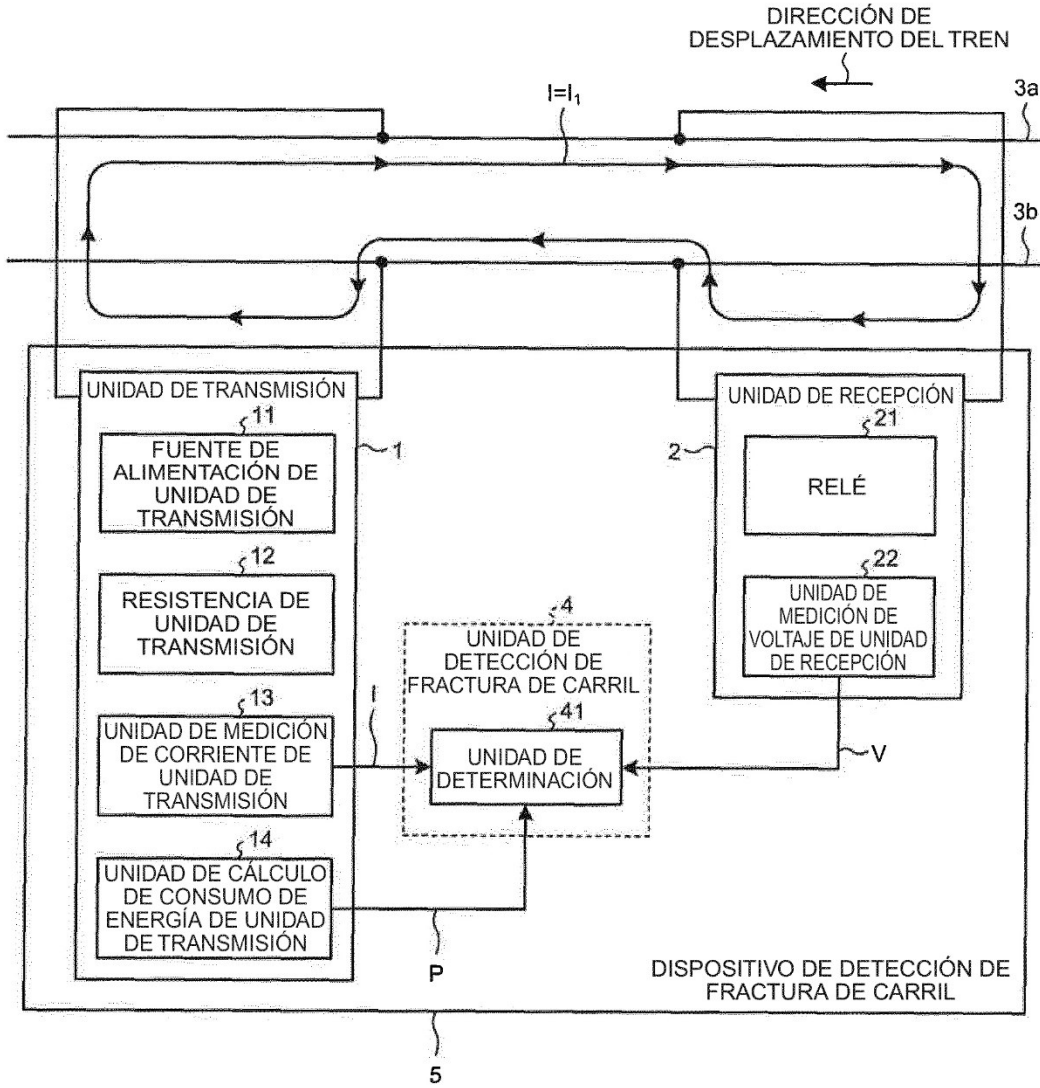 DIRECCIÓN DE
DESPLAZAMIENTO DEL TREN
I=I₁
3a
3b
UNIDAD DE TRANSMISIÓN
11
FUENTE DE
ALIMENTACIÓN DE
UNIDAD DE
TRANSMISIÓN
1
12
RESISTENCIA DE
UNIDAD DE
TRANSMISIÓN
13
UNIDAD DE MEDICIÓN
DE CORRIENTE DE
UNIDAD DE
TRANSMISIÓN
I
14
UNIDAD DE CÁLCULO
DE CONSUMO DE
ENERGÍA DE UNIDAD
DE TRANSMISIÓN
P
4
UNIDAD DE
DETECCIÓN DE
FRACTURA DE CARRIL
41
UNIDAD DE
DETERMINACIÓN
UNIDAD DE RECEPCIÓN
21
2
RELÉ
22
UNIDAD DE
MEDICIÓN DE
VOLTAJE DE UNIDAD
DE RECEPCIÓN
V
DISPOSITIVO DE DETECCIÓN DE
FRACTURA DE CARRIL
5